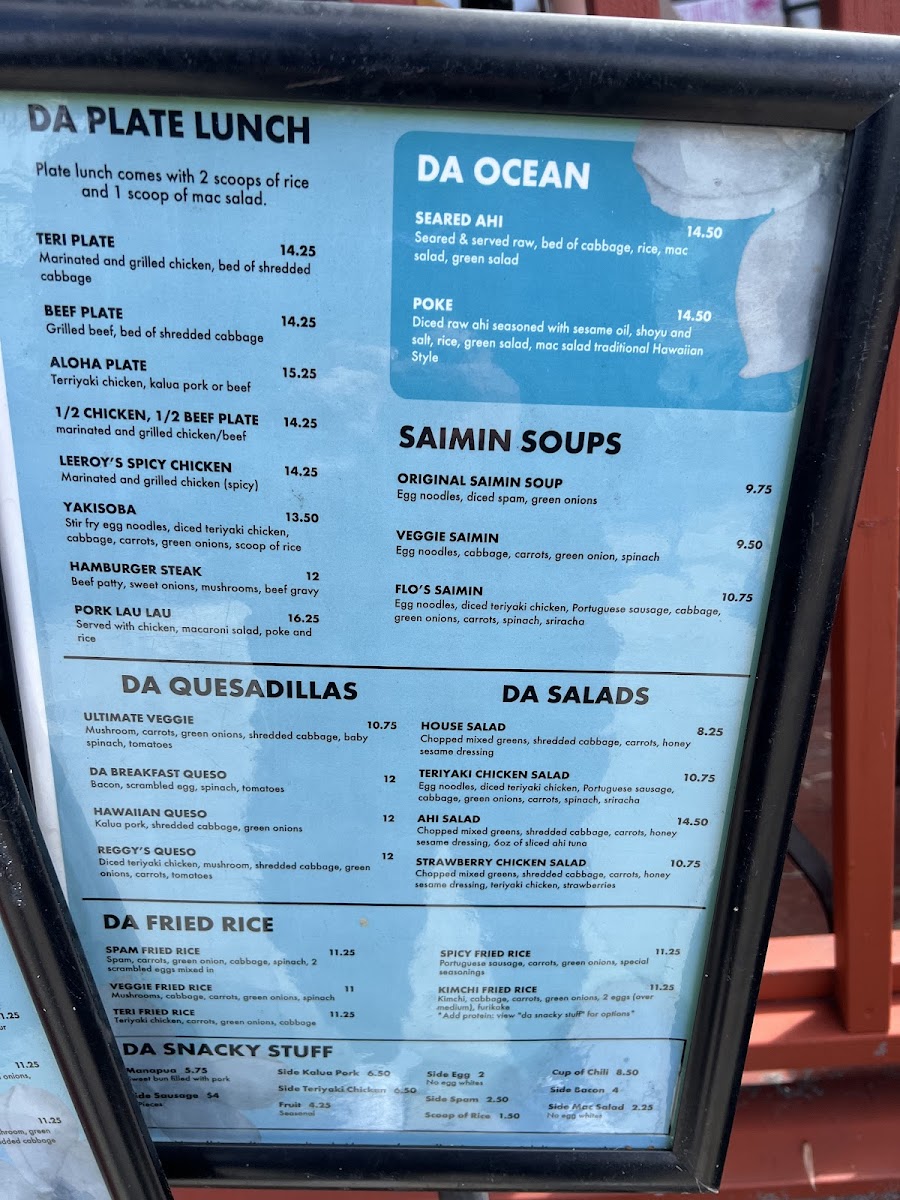 DA PLATE LUNCH
Plate lunch comes with 2 scoops of rice
and 1 scoop of mac salad.
TERI PLATE 14.25
Marinated and grilled chicken, bed of shredded
cabbage
BEEF PLATE 14.25
Grilled beef, bed of shredded cabbage
ALOHA PLATE 15.25
Terriyaki chicken, kalua pork or beef
1/2 CHICKEN, 1/2 BEEF PLATE 14.25
marinated and grilled chicken/beef
LEEROY'S SPICY CHICKEN 14.25
Marinated and grilled chicken (spicy)
YAKISOBA 13.50
Stir fry egg noodles, diced teriyaki chicken,
cabbage, carrots, green onions, scoop of rice
HAMBURGER STEAK 12
Beef patty, sweet onions, mushrooms, beef gravy
PORK LAU LAU 16.25
Served with chicken, macaroni salad, poke and
rice
DA OCEAN
SEARED AHI 14.50
Seared & served raw, bed of cabbage, rice, mac
salad, green salad
POKE 14.50
Diced raw ahi seasoned with sesame oil, shoyu and
salt, rice, green salad, mac salad traditional Hawaiian
Style
SAIMIN SOUPS
ORIGINAL SAIMIN SOUP 9.75
Egg noodles, diced spam, green onions
VEGGIE SAIMIN 9.50
Egg noodles, cabbage, carrots, green onion, spinach
FLO'S SAIMIN 10.75
Egg noodles, diced teriyaki chicken, Portuguese sausage, cabbage,
green onions, carrots, spinach, sriracha
DA QUESADILLAS
ULTIMATE VEGGIE 10.75
Mushroom, carrots, green onions, shredded cabbage, baby
spinach, tomatoes
DA BREAKFAST QUESO 12
Bacon, scrambled egg, spinach, tomatoes
HAWAIIAN QUESO 12
Kalua pork, shredded cabbage, green onions
REGGY'S QUESO 12
Diced teriyaki chicken, mushroom, shredded cabbage, green
onions, carrots, tomatoes
DA SALADS
HOUSE SALAD 8.25
Chopped mixed greens, shredded cabbage, carrots, honey
sesame dressing
TERIYAKI CHICKEN SALAD 10.75
Egg noodles, diced teriyaki chicken, Portuguese sausage,
cabbage, green onions, carrots, spinach, sriracha
AHI SALAD 14.50
Chopped mixed greens, shredded cabbage, carrots, honey
sesame dressing, 6oz of sliced ahi tuna
STRAWBERRY CHICKEN SALAD 10.75
Chopped mixed greens, shredded cabbage, carrots, honey
sesame dressing, teriyaki chicken, strawberries
DA FRIED RICE
SPAM FRIED RICE 11.25
Spam, carrots, green onion, cabbage, spinach, 2
scrambled eggs mixed in
VEGGIE FRIED RICE 11
Mushrooms, cabbage, carrots, green onions, spinach
TERI FRIED RICE 11.25
Teriyaki chicken, carrots, green onions, cabbage
SPICY FRIED RICE 11.25
Portuguese sausage, carrots, green onions, special
seasonings
KIMCHI FRIED RICE 11.25
Kimchi, cabbage, carrots, green onions, 2 eggs (over
medium), furikake
*Add protein: view "da snacky stuff" for options*
DA SNACKY STUFF
Manapua 5.75
weet bun filled with pork
ide Sausage $4
Pieces
Side Kalua Pork 6.50
Side Teriyaki Chicken 6.50
Fruit 4.25
Seasonal
Side Egg 2
No egg whites
Side Spam 2.50
Scoop of Rice 1.50
Cup of Chili 8.50
Side Bacon 4
Side Mac Salad 2.25
No egg whites
1.25
11.25
onions,
11.25
hroom, green
dded cabbage